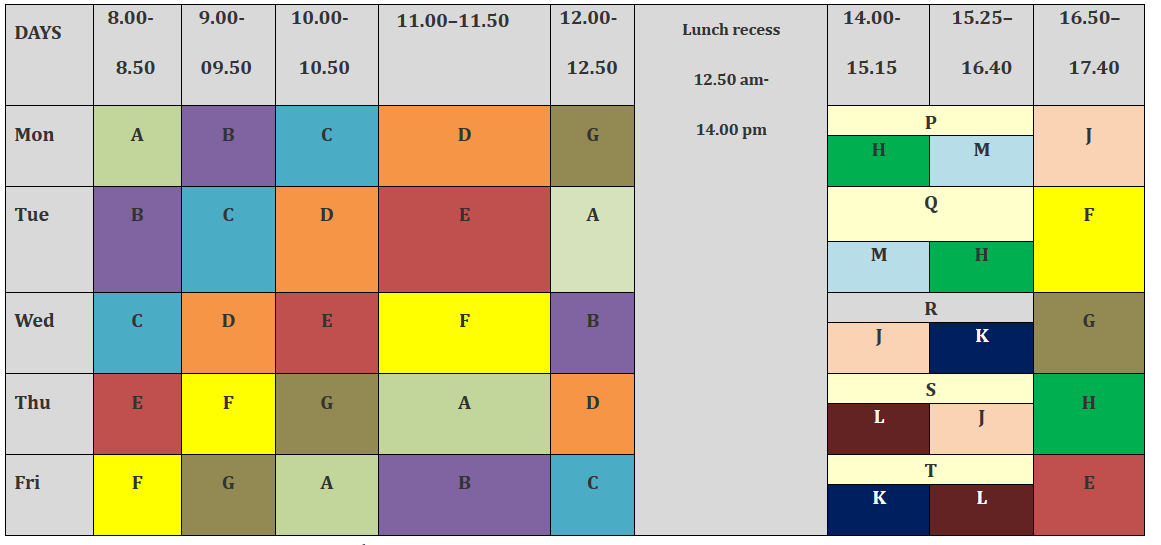 DAYS 8.00- 9.00- 10.00- 11.00–11.50 12.00- Lunch recess 14.00- 15.25– 16.50–
8.50 09.50 10.50 12.50 12.50 am- 15.15 16.40 17.40
14.00 pm
Mon A B C D G P J
H M
Tue B C D E A Q F
M H
Wed C D E F B R G
J K
Thu E F G A D S H
L J
Fri F G A B C T E
K L